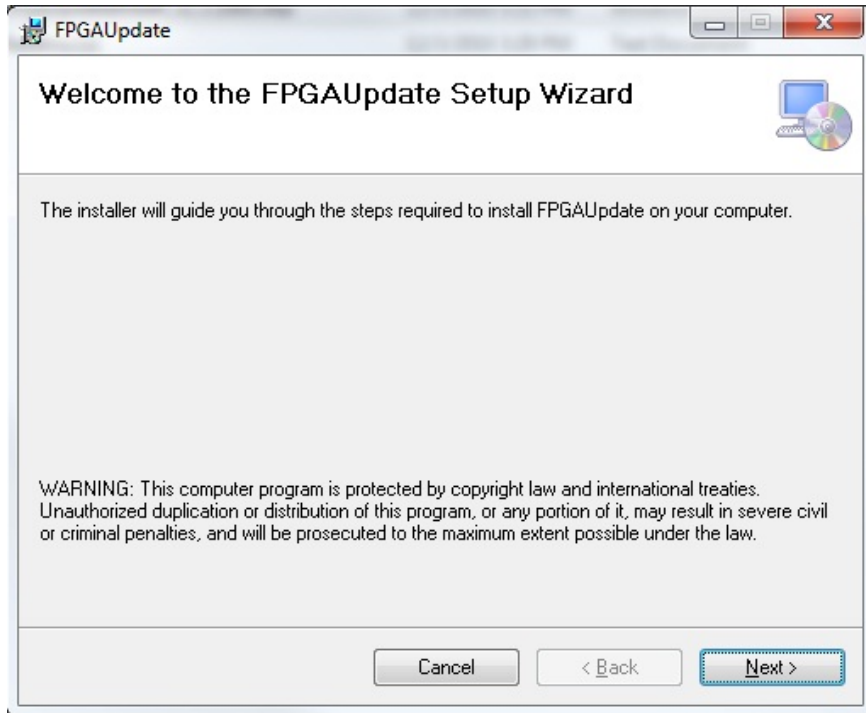 FPGAUpdate
Welcome to the FPGAUpdate Setup Wizard
The installer will guide you through the steps required to install FPGAUpdate on your computer.
WARNING: This computer program is protected by copyright law and international treaties.
Unauthorized duplication or distribution of this program, or any portion of it, may result in severe civil
or criminal penalties, and will be prosecuted to the maximum extent possible under the law.
Cancel < Back Next >